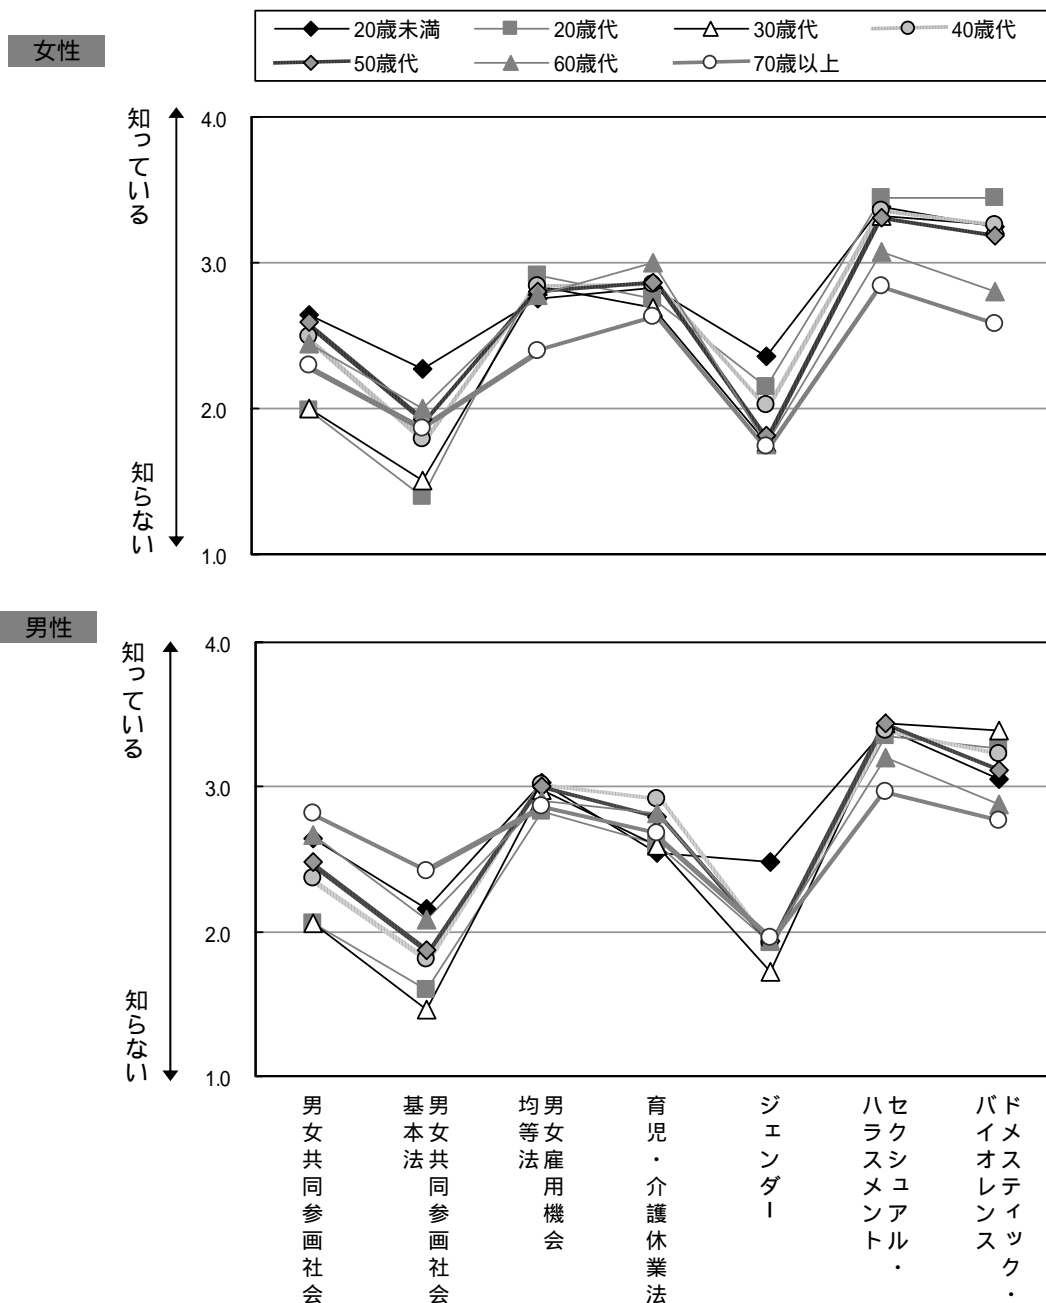 20歳未満
20歳代
30歳代
40歳代
50歳代
60歳代
70歳以上
女性
知っている
知らない
4.0
3.0
2.0
1.0
男性
知っている
知らない
4.0
3.0
2.0
1.0
男女共同参画社会
男女共同参画社会
基本法
男女雇用機会
均等法
育児・介護休業法
ジェンダー
セクシュアル・
ハラスメント
ドメスティック・
バイオレンス